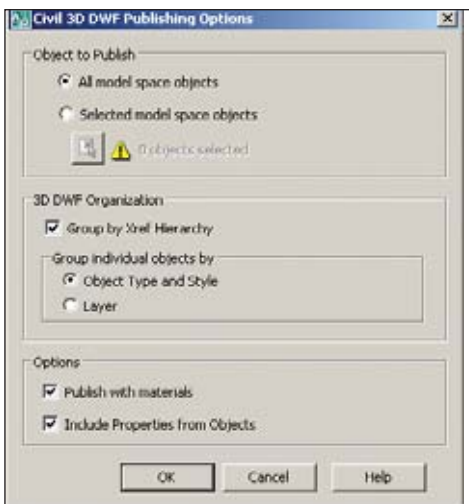 Civil 3D DWF Publishing Options
Object to Publish
All model space objects
Selected model space objects
0 objects selected
3D DWF Organization
Group by Xref Hierarchy
Group individual objects by
Object Type and Style
Layer
Options
Publish with materials
Include Properties from Objects
OK Cancel Help